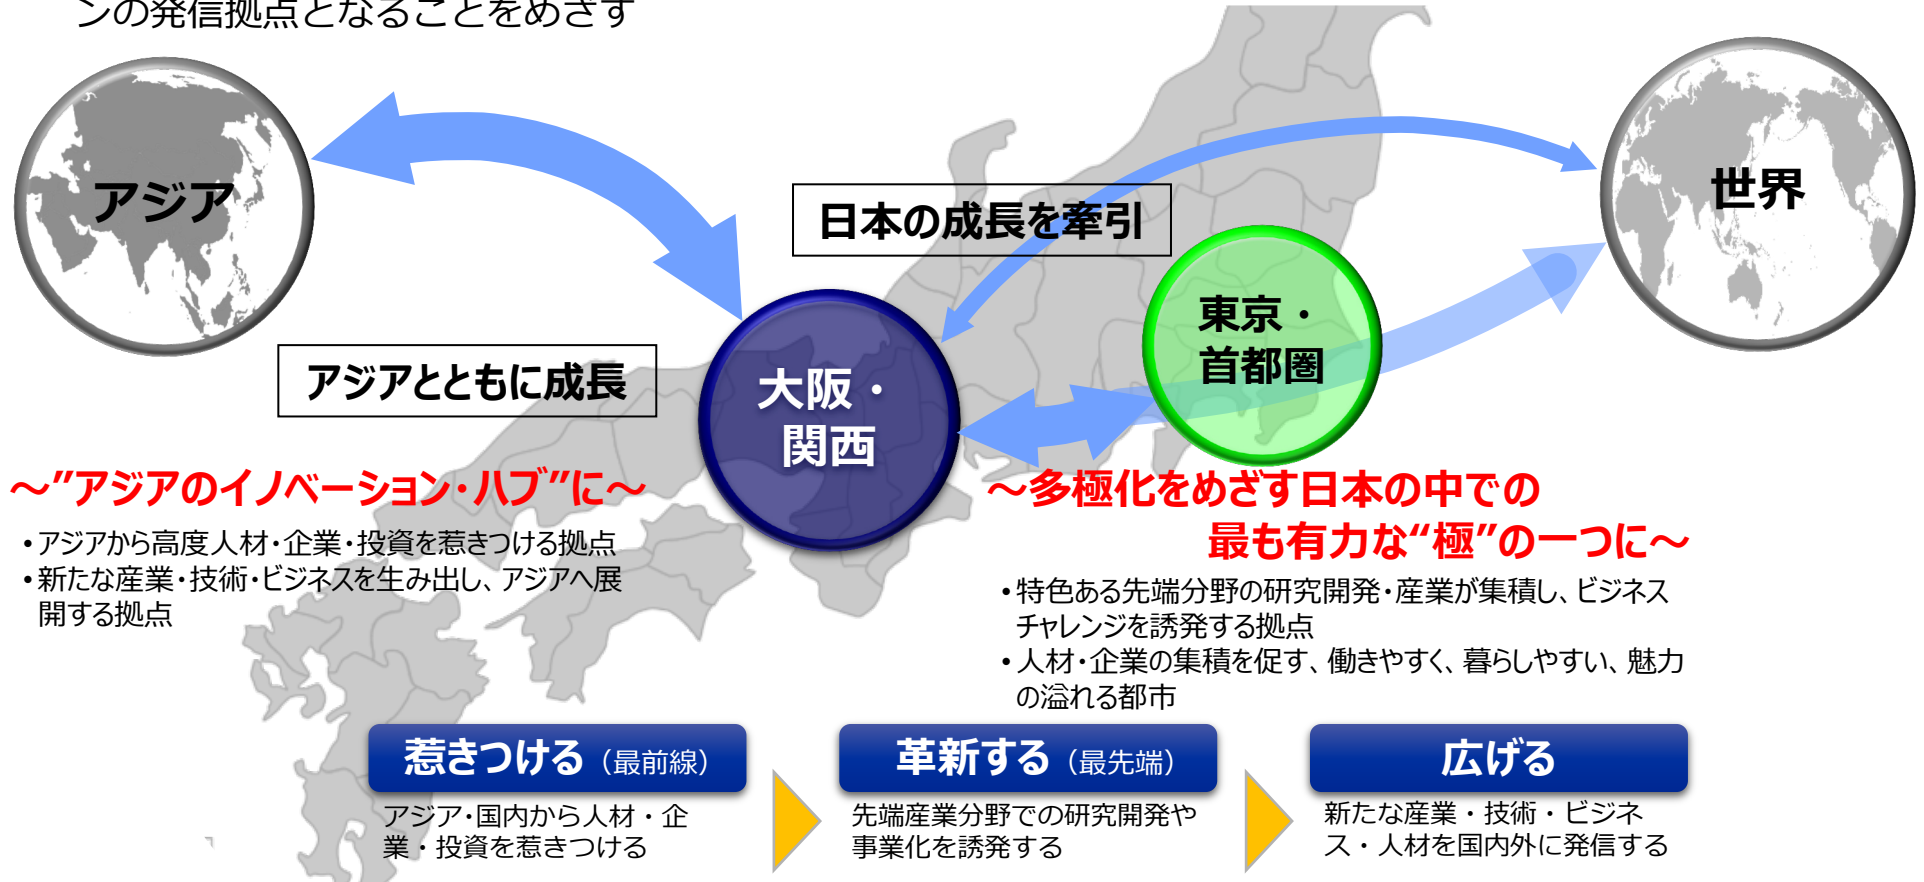 ンの発信拠点となることをめざす
アジア
世界
日本の成長を牽引
東京・
首都圏
アジアとともに成長
大阪・
関西
～”アジアのイノベーション・ハブ”に～
・アジアから高度人材・企業・投資を惹きつける拠点
・新たな産業・技術・ビジネスを生み出し、アジアへ展
開する拠点
～多極化をめざす日本の中での
最も有力な“極”の一つに～
・特色ある先端分野の研究開発・産業が集積し、ビジネス
チャレンジを誘発する拠点
・人材・企業の集積を促す、働きやすく、暮らしやすい、魅力
の溢れる都市
惹きつける（最前線）
アジア・国内から人材・企
業・投資を惹きつける
革新する（最先端）
先端産業分野での研究開発や
事業化を誘発する
広げる
新たな産業・技術・ビジネ
ス・人材を国内外に発信する